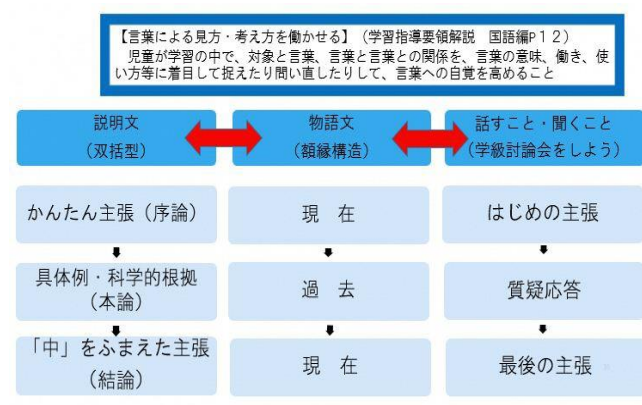 【言葉による見方・考え方を働かせる】（学習指導要領解説　国語編P１２）
児童が学習の中で、対象と言葉、言葉と言葉との関係を、言葉の意味、働き、使
い方等に着目して捉えたり問い直したりして、言葉への自覚を高めること
説明文
（双括型）
物語文
（額縁構造）
話すこと・聞くこと
（学級討論会をしよう）
かんたん主張（序論）
現　在
はじめの主張
具体例・科学的根拠
（本論）
過　去
質疑応答
「中」をふまえた主張
（結論）
現　在
最後の主張